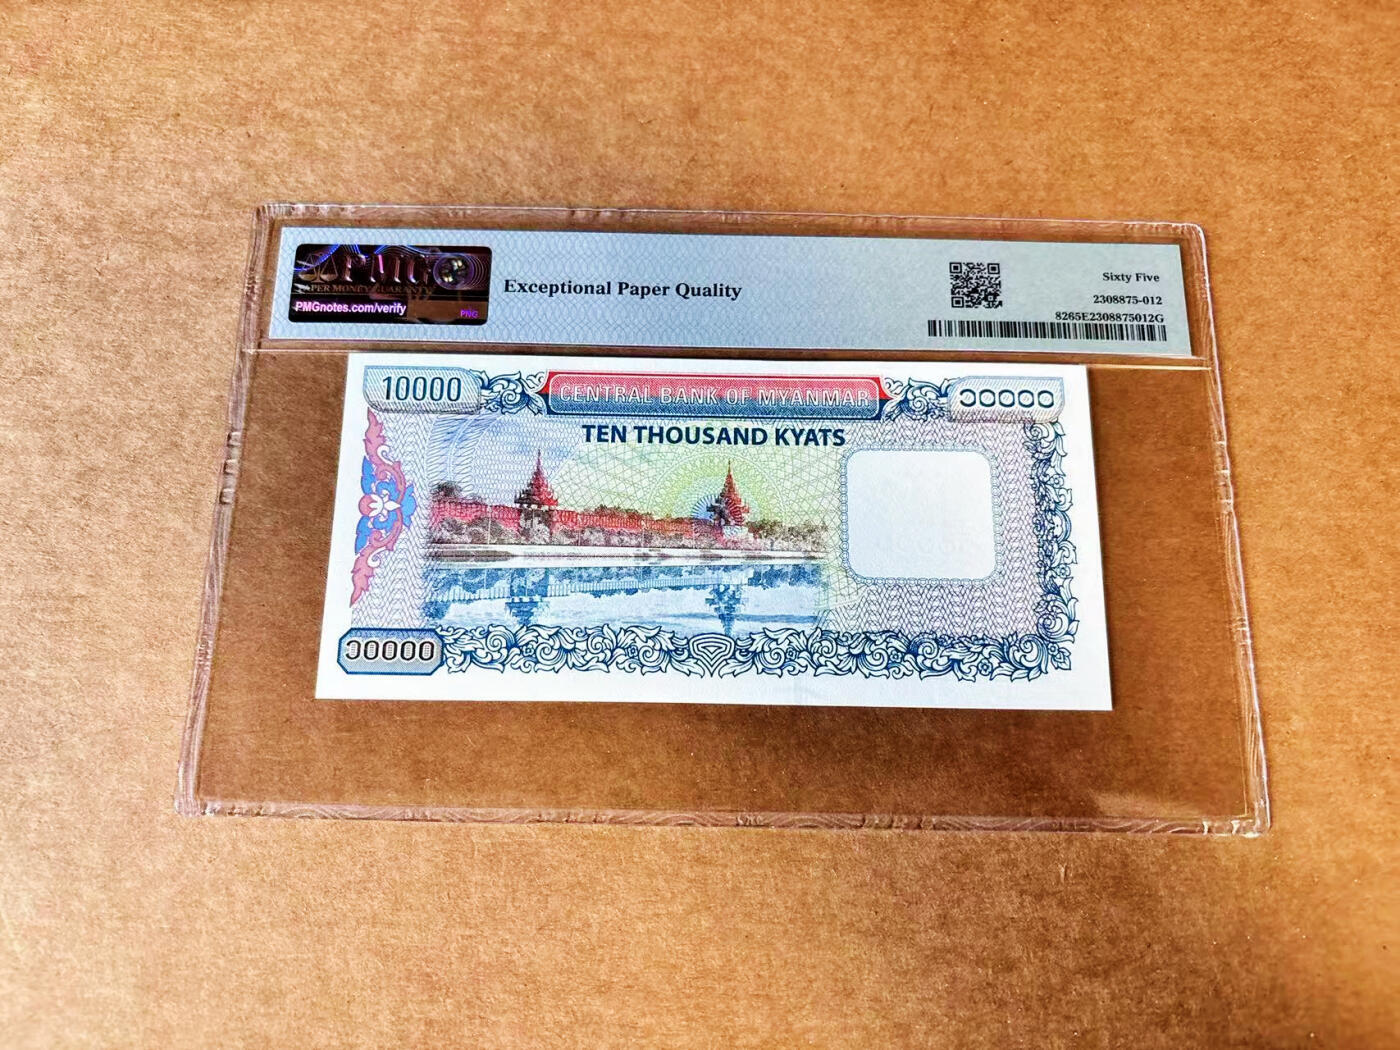 PMG
PAPER MONEY GUARANTY
PMGnotes.com/verify
PNG
Exceptional Paper Quality
Sixty Five
2308875-012
8265E2308875012G
10000
CENTRAL BANK OF MYANMAR
၁၀၀၀၀
TEN THOUSAND KYATS
၁၀၀၀၀